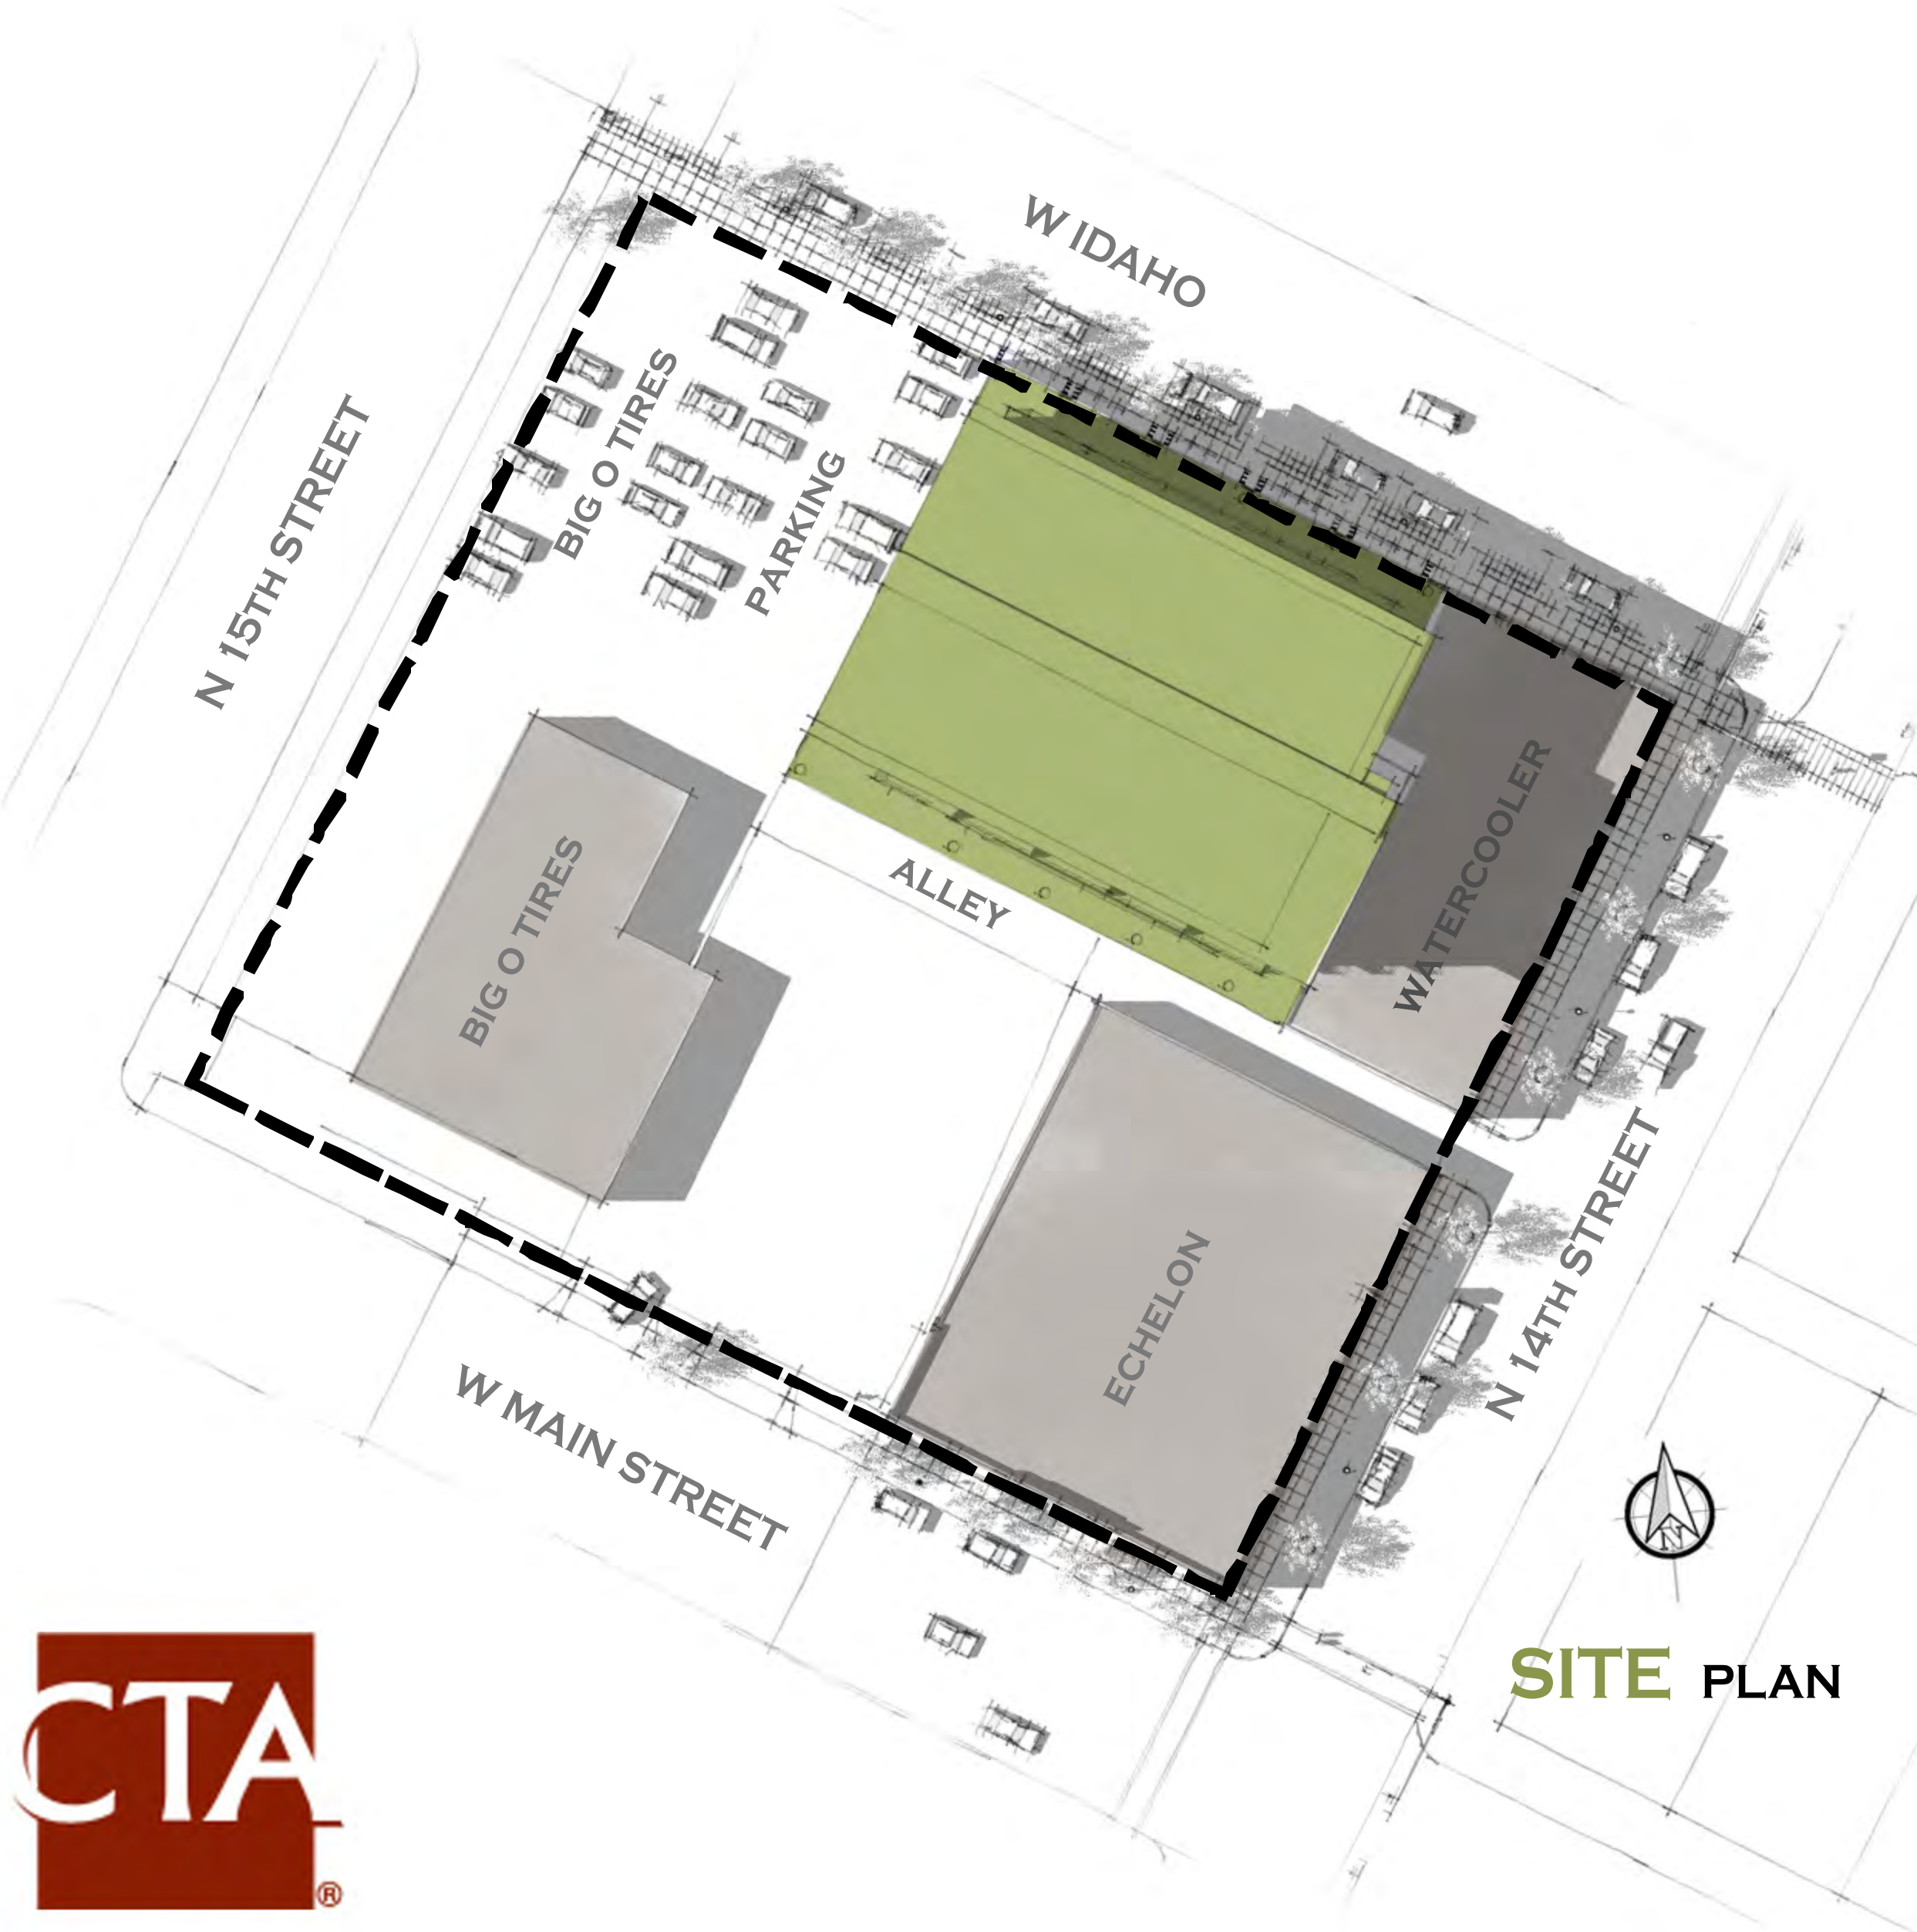 W IDAHO
N 15TH STREET
BIG O TIRES
PARKING
WATERCOOLER
BIG O TIRES
ALLEY
ECHELON
N 14TH STREET
W MAIN STREET
N
SITE PLAN
CTA
®